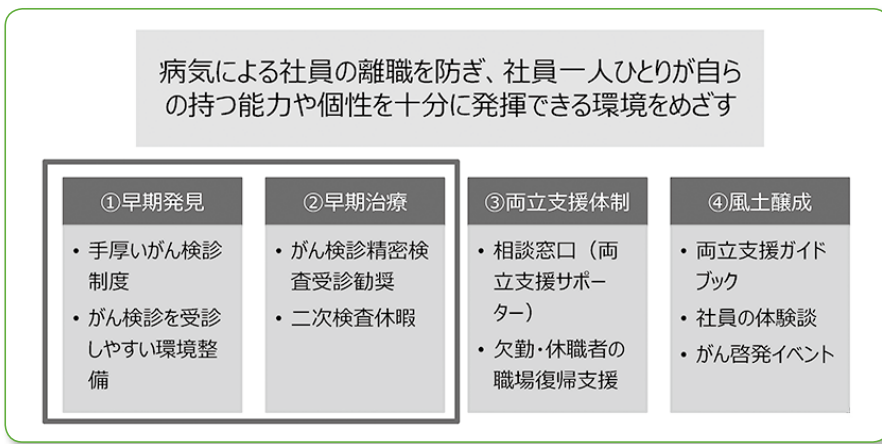 病気による社員の離職を防ぎ、社員一人ひとりが自ら
の持つ能力や個性を十分に発揮できる環境をめざす
①早期発見
・手厚いがん検診
制度
・がん検診を受診
しやすい環境整
備
②早期治療
・がん検診精密検
査受診勧奨
・二次検査休暇
③両立支援体制
・相談窓口（両
立支援サポー
ター）
・欠勤・休職者の
職場復帰支援
④風土醸成
・両立支援ガイド
ブック
・社員の体験談
・がん啓発イベント